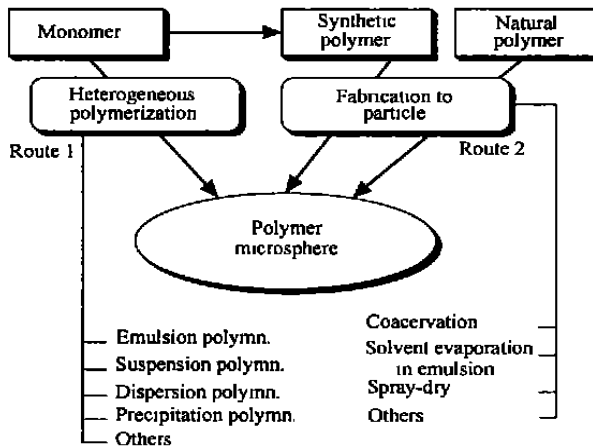 Monomer
Synthetic
polymer
Natural
polymer
Heterogeneous
polymerization
Fabrication to
particle
Route 1
Route 2
Polymer
microsphere
Emulsion polymn.
Suspension polymn.
Dispersion polymn.
Precipitation polymn.
Others
Coacervation
Solvent evaporation
in emulsion
Spray-dry
Others